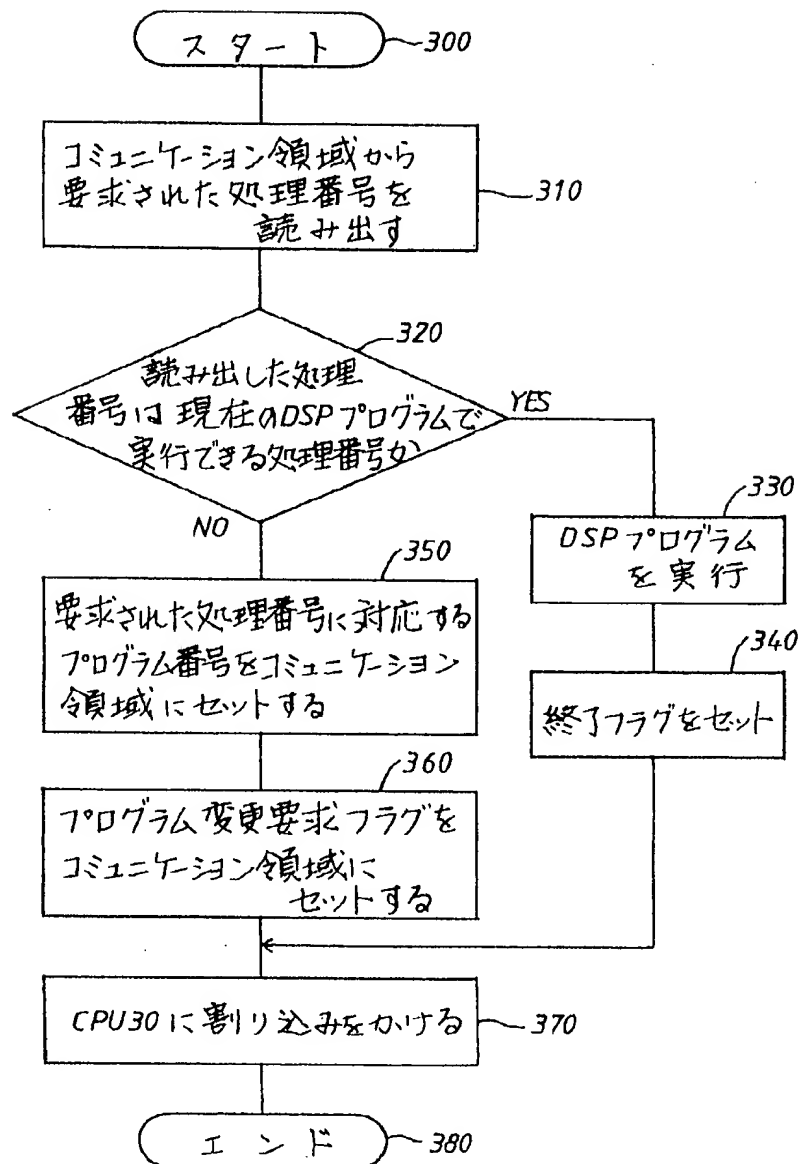 スタート
300
コミュニケーション領域から
要求された処理番号を
読み出す
310
320
読み出した処理
番号は現在のDSPプログラムで
実行できる処理番号か
YES
NO
330
DSPプログラム
を実行
340
終了フラグをセット
350
要求された処理番号に対応する
プログラム番号をコミュニケーション
領域にセットする
360
プログラム変更要求フラグを
コミュニケーション領域に
セットする
CPU30に割り込みをかける
370
エンド
380